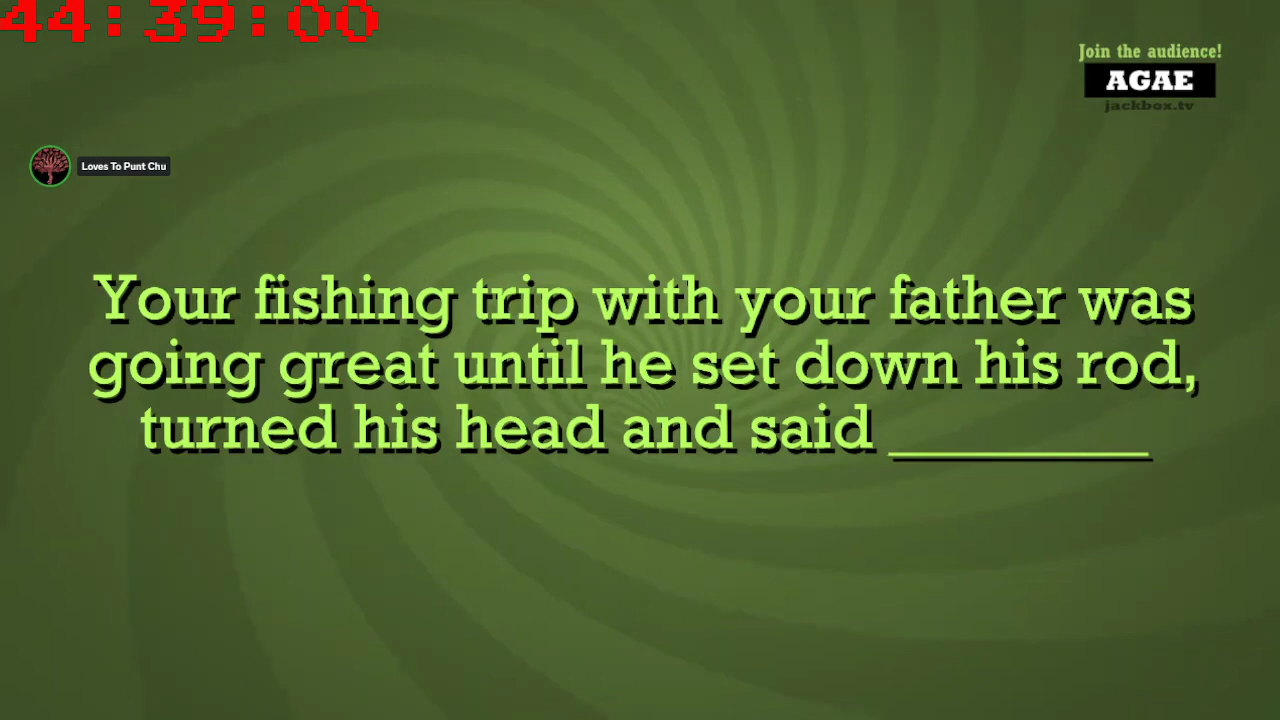 44:39:00
Join the audience!
AGAE
jackbox.tv
Loves To Punt Chu
Your fishing trip with your father was
going great until he set down his rod,
turned his head and said __________